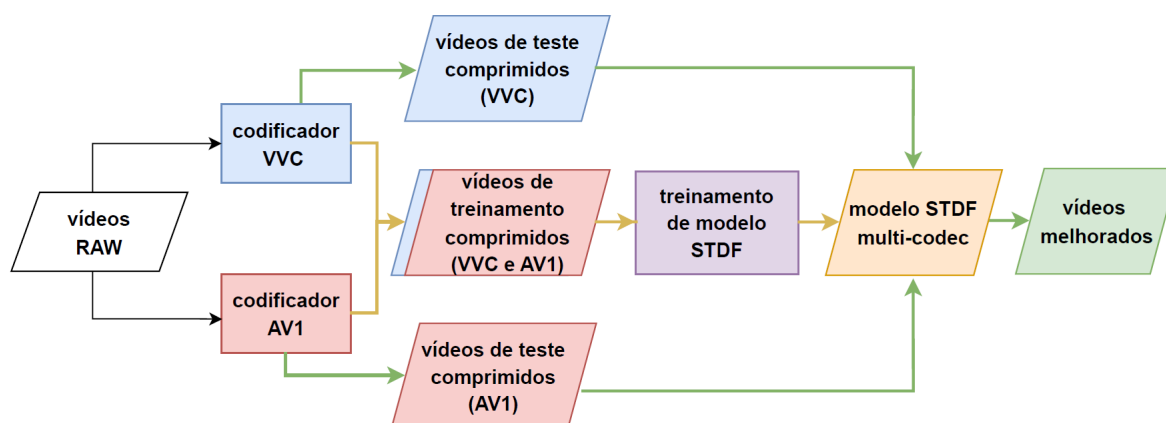 vídeos de teste
comprimidos
(VVC)
codificador
VVC
vídeos
RAW
vídeos de
treinamento
comprimidos
(VVC e AV1)
treinamento
de modelo
STDF
modelo STDF
multi-codec
vídeos
melhorados
codificador
AV1
vídeos de teste
comprimidos
(AV1)